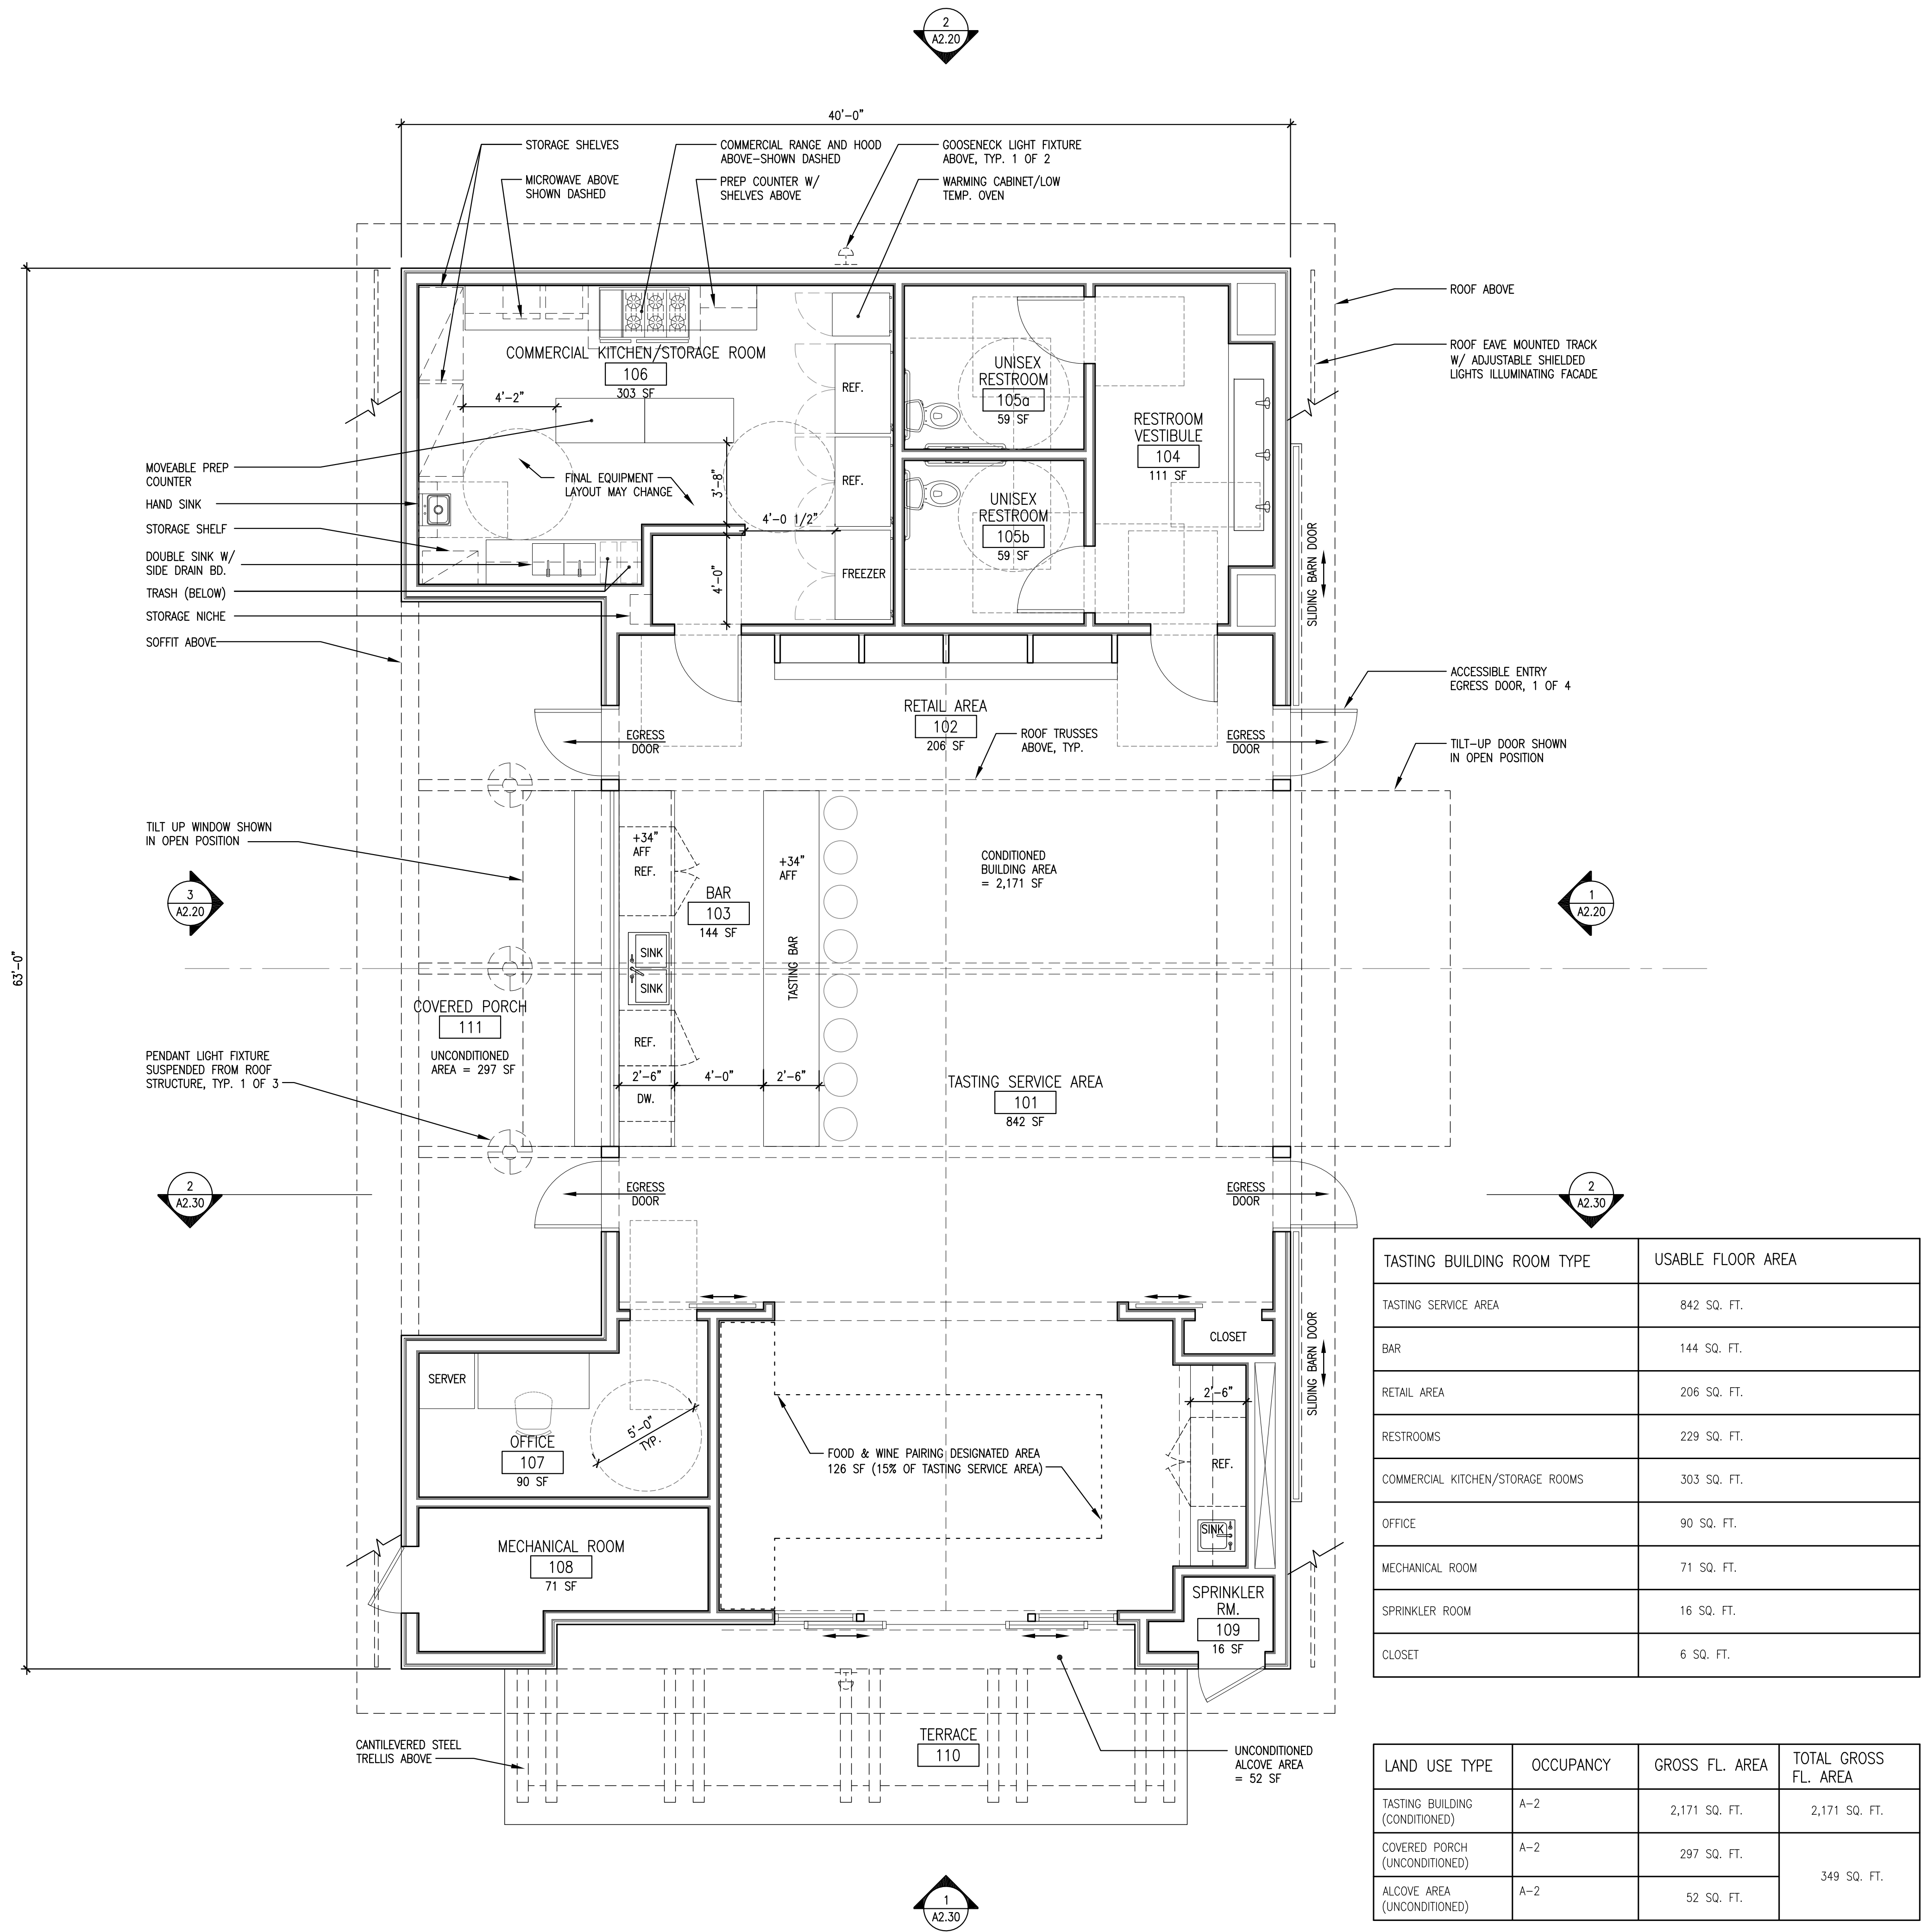 2
A2.20
40'-0"
STORAGE SHELVES
MICROWAVE ABOVE
SHOWN DASHED
COMMERCIAL RANGE AND HOOD
ABOVE-SHOWN DASHED
PREP COUNTER W/
SHELVES ABOVE
GOOSENECK LIGHT FIXTURE
ABOVE, TYP. 1 OF 2
WARMING CABINET/LOW
TEMP. OVEN
ROOF ABOVE
ROOF EAVE MOUNTED TRACK
W/ ADJUSTABLE SHIELDED
LIGHTS ILLUMINATING FACADE
COMMERCIAL KITCHEN/STORAGE ROOM
106
303 SF
4'-2"
REF.
REF.
FREEZER
UNISEX
RESTROOM
105a
59 SF
UNISEX
RESTROOM
105b
59 SF
RESTROOM
VESTIBULE
104
111 SF
MOVEABLE PREP
COUNTER
HAND SINK
STORAGE SHELF
DOUBLE SINK W/
SIDE DRAIN BD.
TRASH (BELOW)
STORAGE NICHE
SOFFIT ABOVE
FINAL EQUIPMENT
LAYOUT MAY CHANGE
3'-8"
4'-0 1/2"
4'-0"
SLIDING BARN DOOR
ACCESSIBLE ENTRY
EGRESS DOOR, 1 OF 4
RETAIL AREA
102
206 SF
ROOF TRUSSES
ABOVE, TYP.
EGRESS
DOOR
EGRESS
DOOR
TILT-UP DOOR SHOWN
IN OPEN POSITION
TILT UP WINDOW SHOWN
IN OPEN POSITION
+34"
AFF
REF.
+34"
AFF
BAR
103
144 SF
CONDITIONED
BUILDING AREA
= 2,171 SF
3
A2.20
1
A2.20
63'-0"
SINK
SINK
TASTING BAR
COVERED PORCH
111
UNCONDITIONED
AREA = 297 SF
REF.
2'-6"
4'-0"
2'-6"
DW.
PENDANT LIGHT FIXTURE
SUSPENDED FROM ROOF
STRUCTURE, TYP. 1 OF 3
TASTING SERVICE AREA
101
842 SF
2
A2.30
EGRESS
DOOR
EGRESS
DOOR
2
A2.30
CLOSET
SLIDING BARN DOOR
SERVER
5'-0"
TYP.
OFFICE
107
90 SF
FOOD & WINE PAIRING DESIGNATED AREA
126 SF (15% OF TASTING SERVICE AREA)
2'-6"
REF.
SINK
MECHANICAL ROOM
108
71 SF
SPRINKLER
RM.
109
16 SF
CANTILEVERED STEEL
TRELLIS ABOVE
TERRACE
110
UNCONDITIONED
ALCOVE AREA
= 52 SF
1
A2.30
TASTING BUILDING ROOM TYPE USABLE FLOOR AREA
TASTING SERVICE AREA 842 SQ. FT.
BAR 144 SQ. FT.
RETAIL AREA 206 SQ. FT.
RESTROOMS 229 SQ. FT.
COMMERCIAL KITCHEN/STORAGE ROOMS 303 SQ. FT.
OFFICE 90 SQ. FT.
MECHANICAL ROOM 71 SQ. FT.
SPRINKLER ROOM 16 SQ. FT.
CLOSET 6 SQ. FT.
LAND USE TYPE OCCUPANCY GROSS FL. AREA TOTAL GROSS
FL. AREA
TASTING BUILDING
(CONDITIONED) A-2 2,171 SQ. FT. 2,171 SQ. FT.
COVERED PORCH
(UNCONDITIONED) A-2 297 SQ. FT. 349 SQ. FT.
ALCOVE AREA
(UNCONDITIONED) A-2 52 SQ. FT.